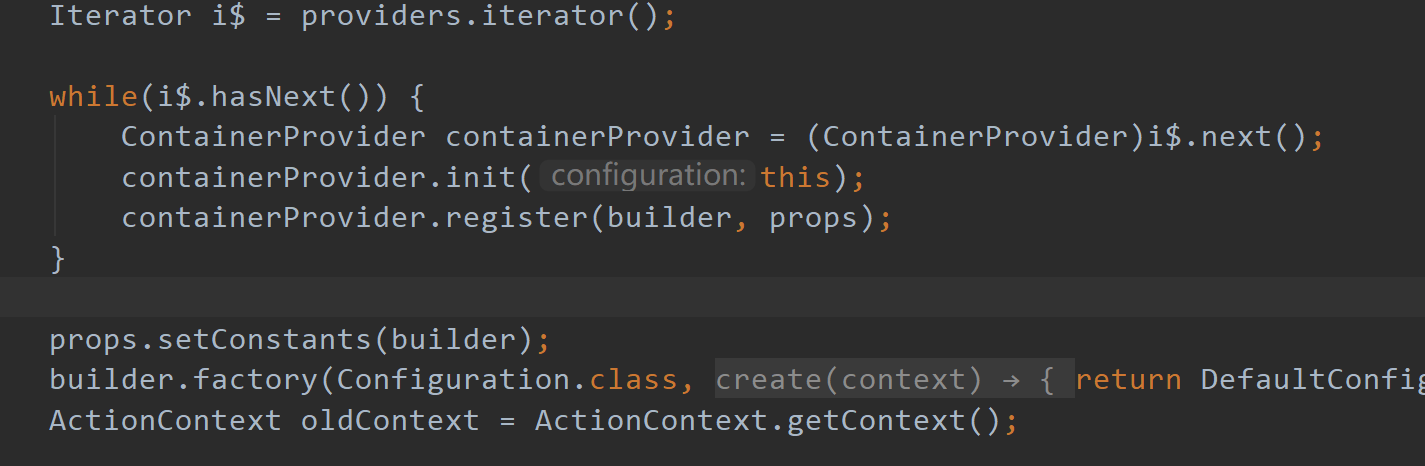 Iterator i$ = providers.iterator();
while(i$.hasNext()) {
ContainerProvider containerProvider = (ContainerProvider)i$.next();
containerProvider.init( configuration: this);
containerProvider.register(builder, props);
}
props.setConstants(builder);
builder.factory(Configuration.class, create(context) → { return DefaultConfig
ActionContext oldContext = ActionContext.getContext();